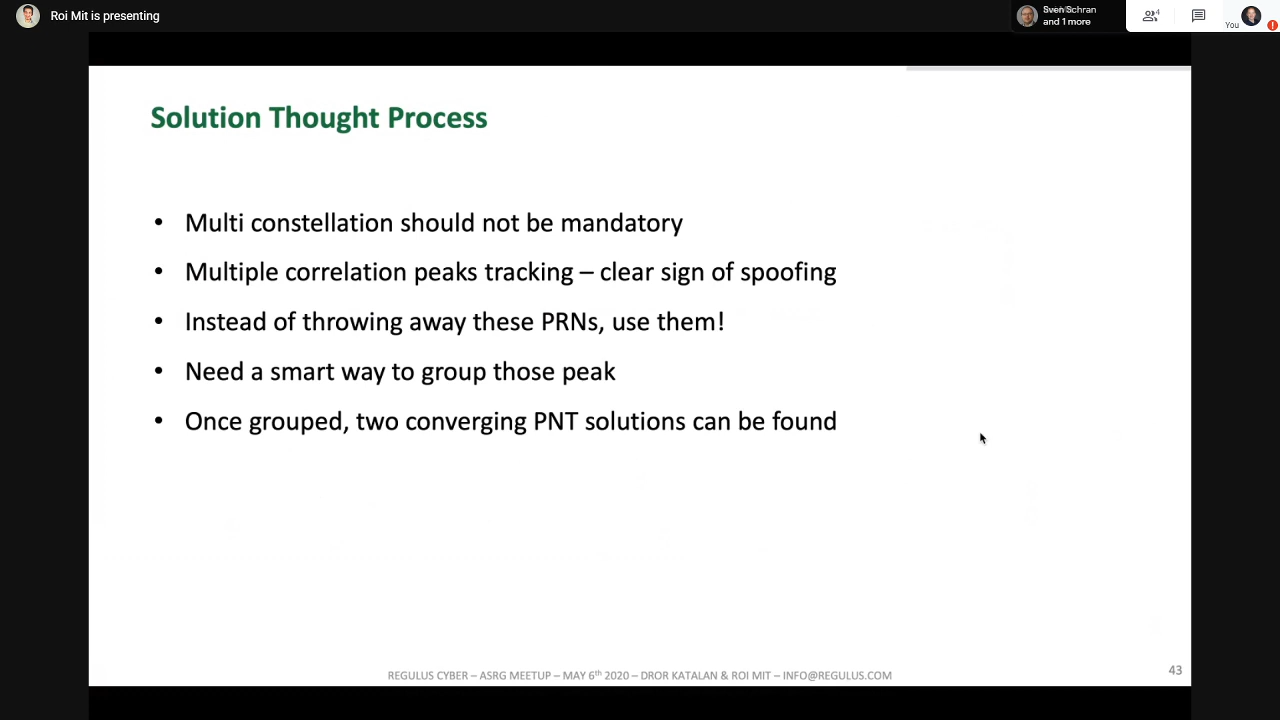 Roi Mit is presenting
Sven Schran
and 1 more
4
You
Solution Thought Process
• Multi constellation should not be mandatory
• Multiple correlation peaks tracking – clear sign of spoofing
• Instead of throwing away these PRNs, use them!
• Need a smart way to group those peak
• Once grouped, two converging PNT solutions can be found
REGULUS CYBER – ASRG MEETUP – MAY 6th 2020 – DROR KATALAN & ROI MIT – INFO@REGULUS.COM
43